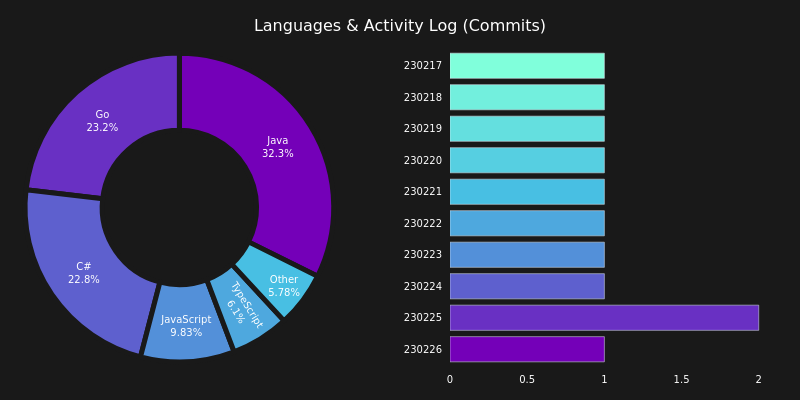 Languages & Activity Log (Commits)
Java
32.3%
Go
23.2%
C#
22.8%
JavaScript
9.83%
TypeScript
6.1%
Other
5.78%
230217
230218
230219
230220
230221
230222
230223
230224
230225
230226
0 0.5 1 1.5 2